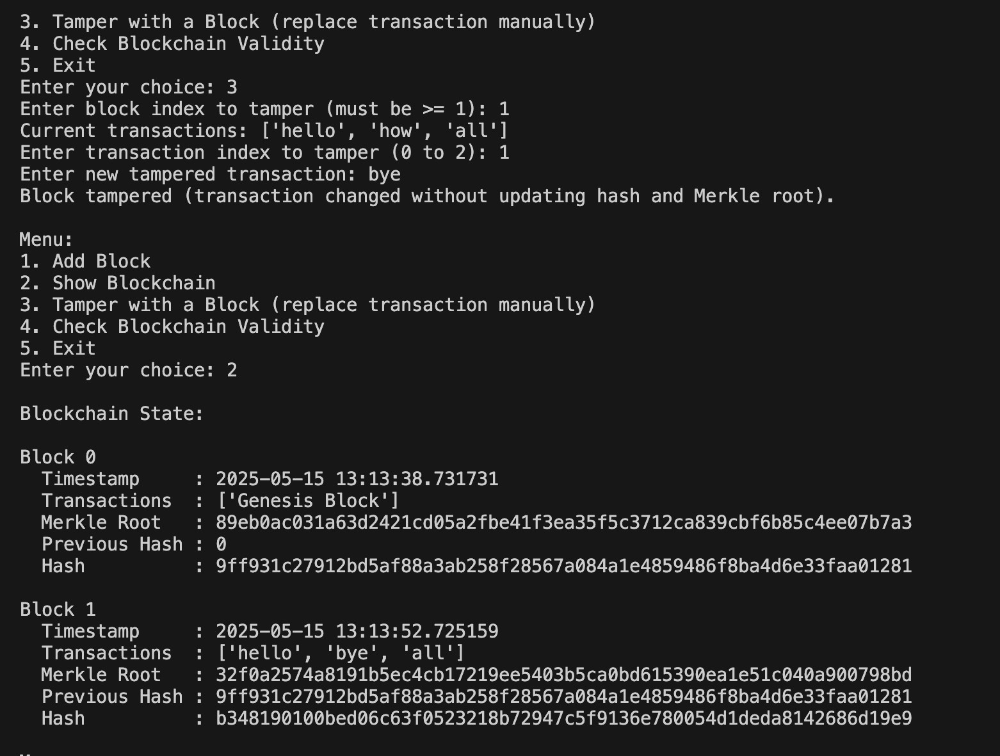 3. Tamper with a Block (replace transaction manually)
4. Check Blockchain Validity
5. Exit
Enter your choice: 3
Enter block index to tamper (must be >= 1): 1
Current transactions: ['hello', 'how', 'all']
Enter transaction index to tamper (0 to 2): 1
Enter new tampered transaction: bye
Block tampered (transaction changed without updating hash and Merkle root).
Menu:
1. Add Block
2. Show Blockchain
3. Tamper with a Block (replace transaction manually)
4. Check Blockchain Validity
5. Exit
Enter your choice: 2
Blockchain State:
Block 0
Timestamp : 2025-05-15 13:13:38.731731
Transactions : ['Genesis Block']
Merkle Root : 89eb0ac031a63d2421cd05a2fbe41f3ea35f5c3712ca839cbf6b85c4ee07b7a3
Previous Hash : 0
Hash : 9ff931c27912bd5af88a3ab258f28567a084a1e4859486f8ba4d6e33faa01281
Block 1
Timestamp : 2025-05-15 13:13:52.725159
Transactions : ['hello', 'bye', 'all']
Merkle Root : 32f0a2574a8191b5ec4cb17219ee5403b5ca0bd615390ea1e51c040a900798bd
Previous Hash : 9ff931c27912bd5af88a3ab258f28567a084a1e4859486f8ba4d6e33faa01281
Hash : b348190100bed06c63f0523218b72947c5f9136e780054d1deda8142686d19e9